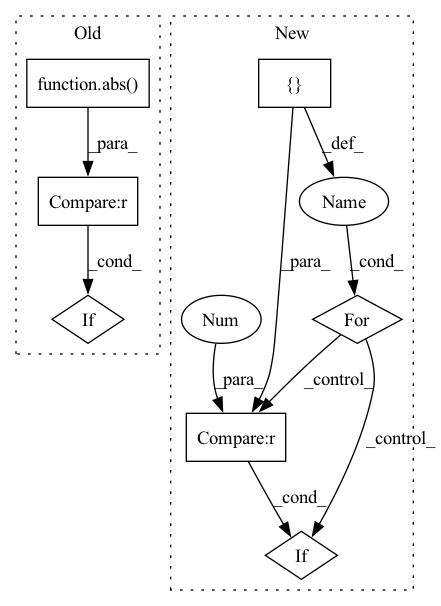 Old
New
function.abs()
{}
_para_
_def_
Compare:r
Name
_cond_
_para_
_cond_
If
Num
For
_para_
_control_
Compare:r
_control_
_cond_
If